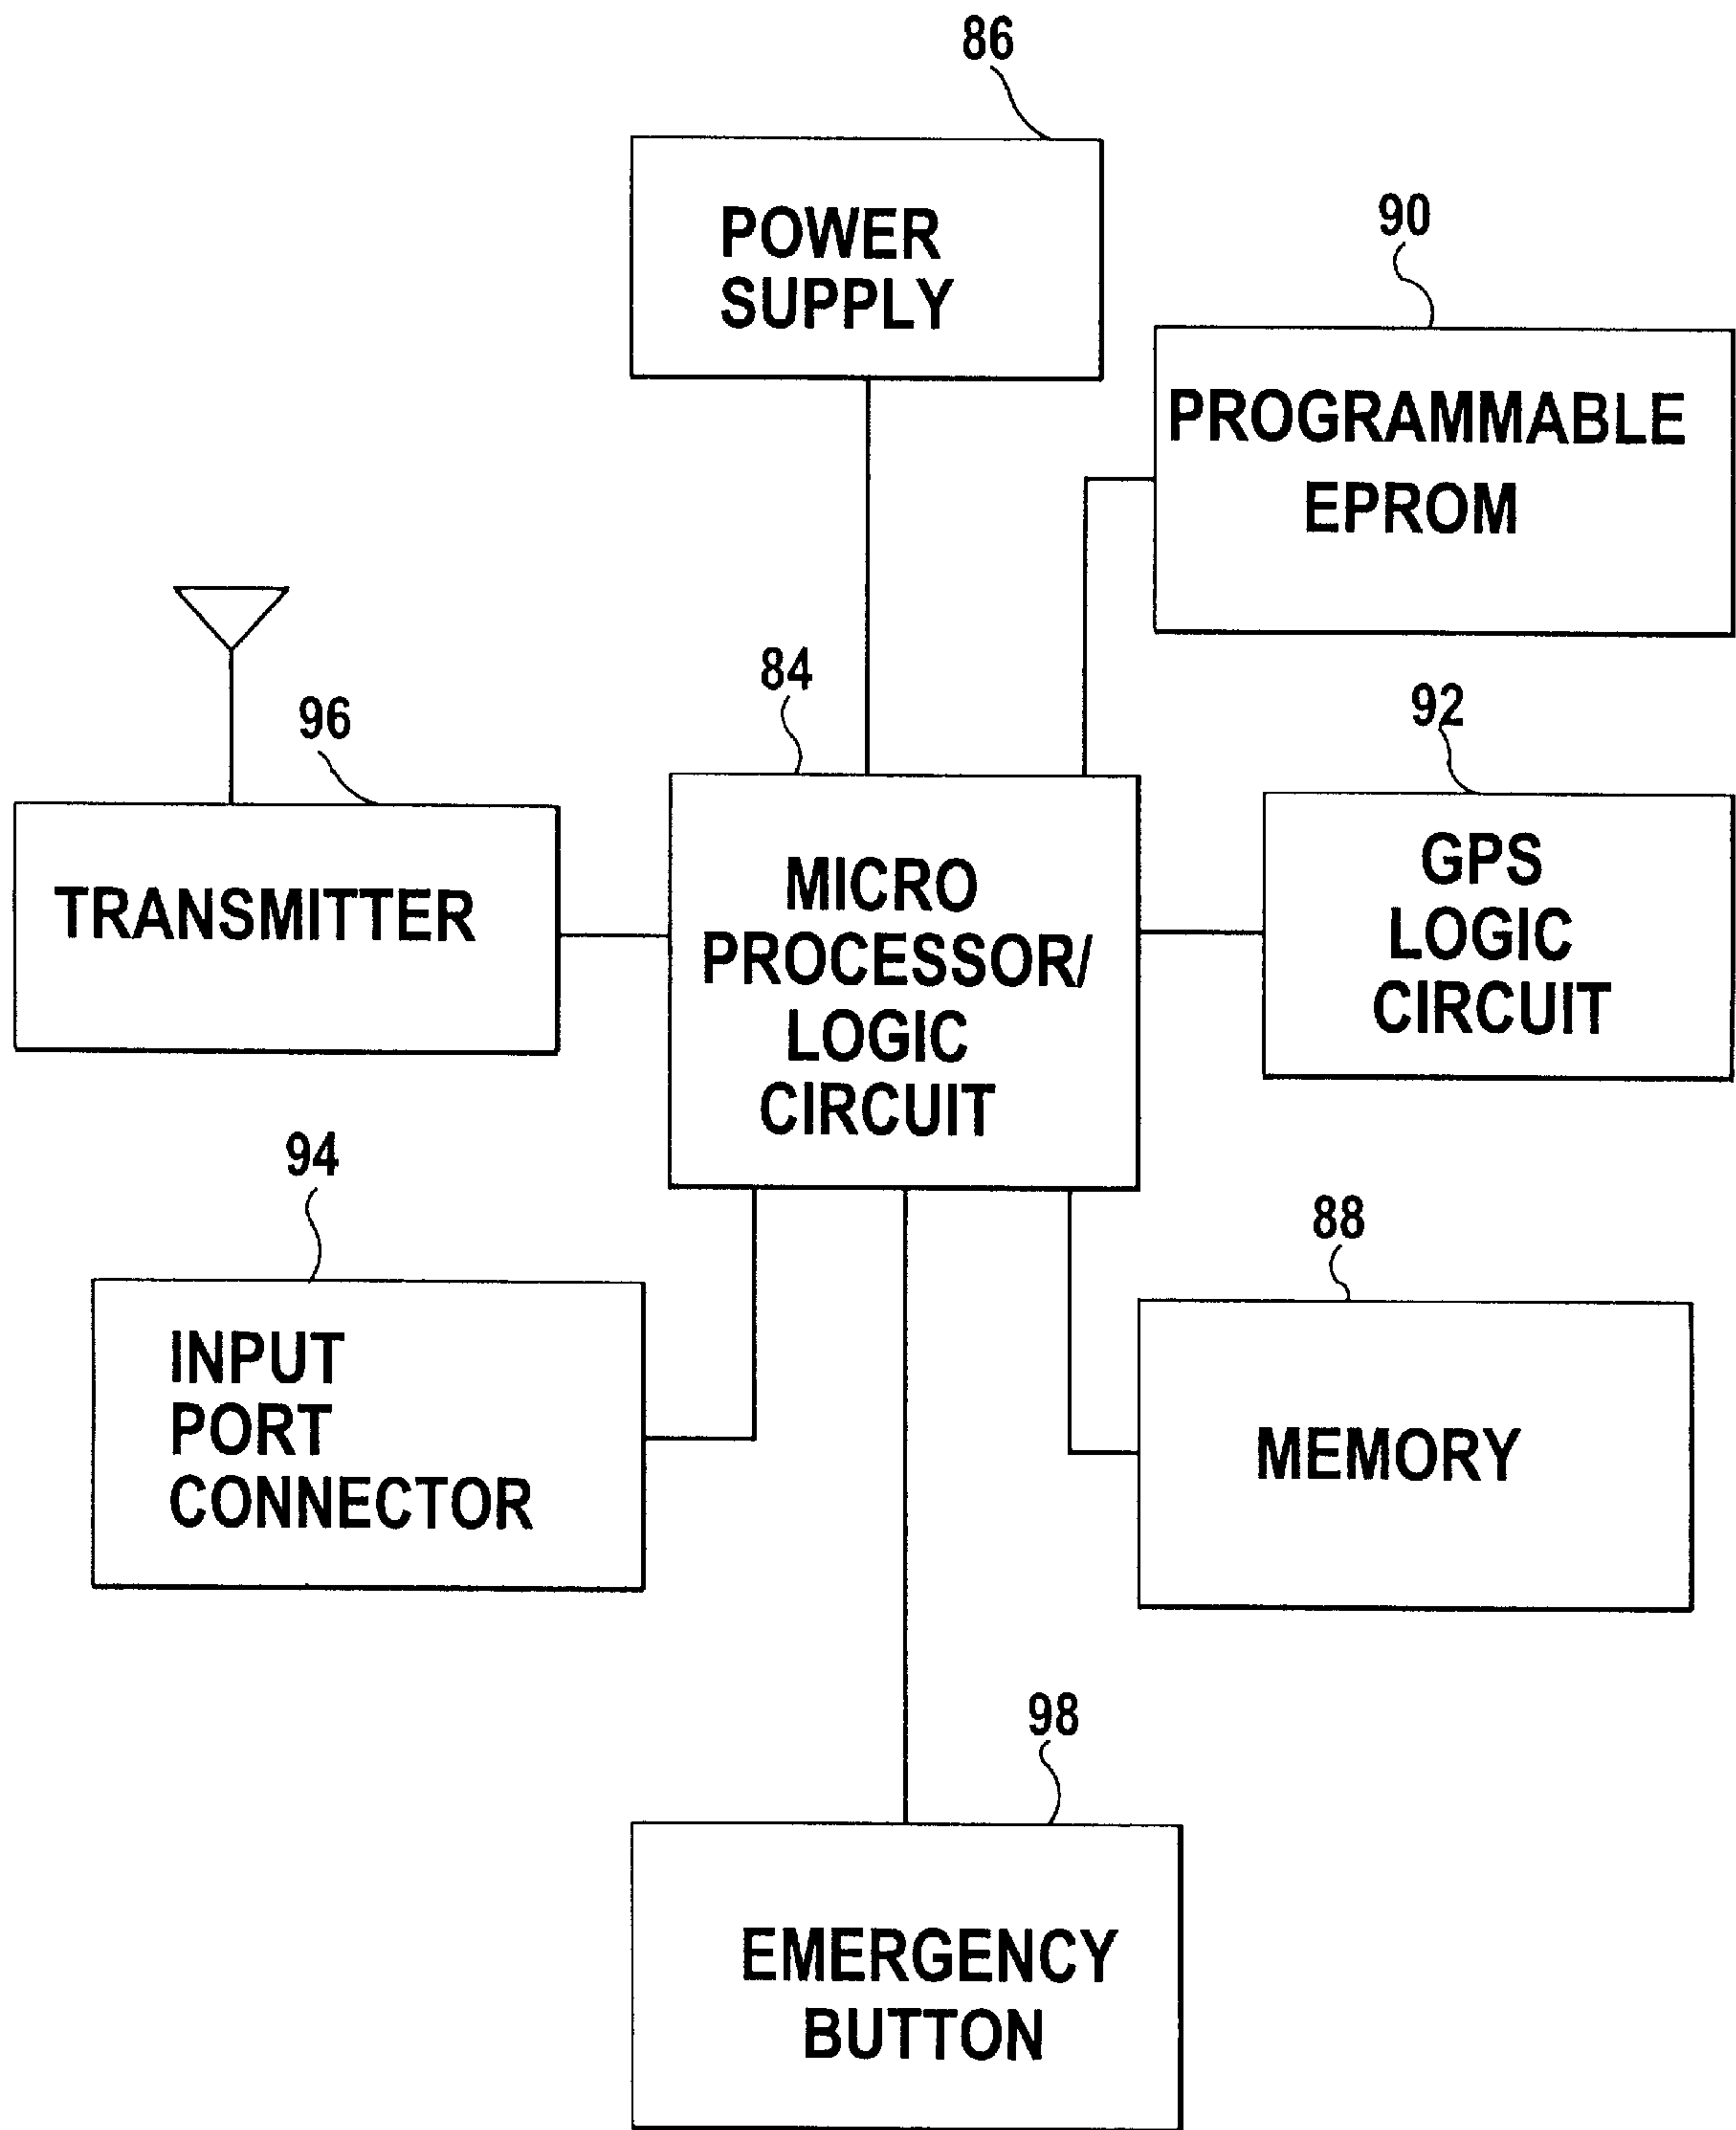 86
POWER
SUPPLY
90
PROGRAMMABLE
EPROM
84
MICRO
PROCESSOR/
LOGIC
CIRCUIT
96
TRANSMITTER
92
GPS
LOGIC
CIRCUIT
94
INPUT
PORT
CONNECTOR
88
MEMORY
98
EMERGENCY
BUTTON